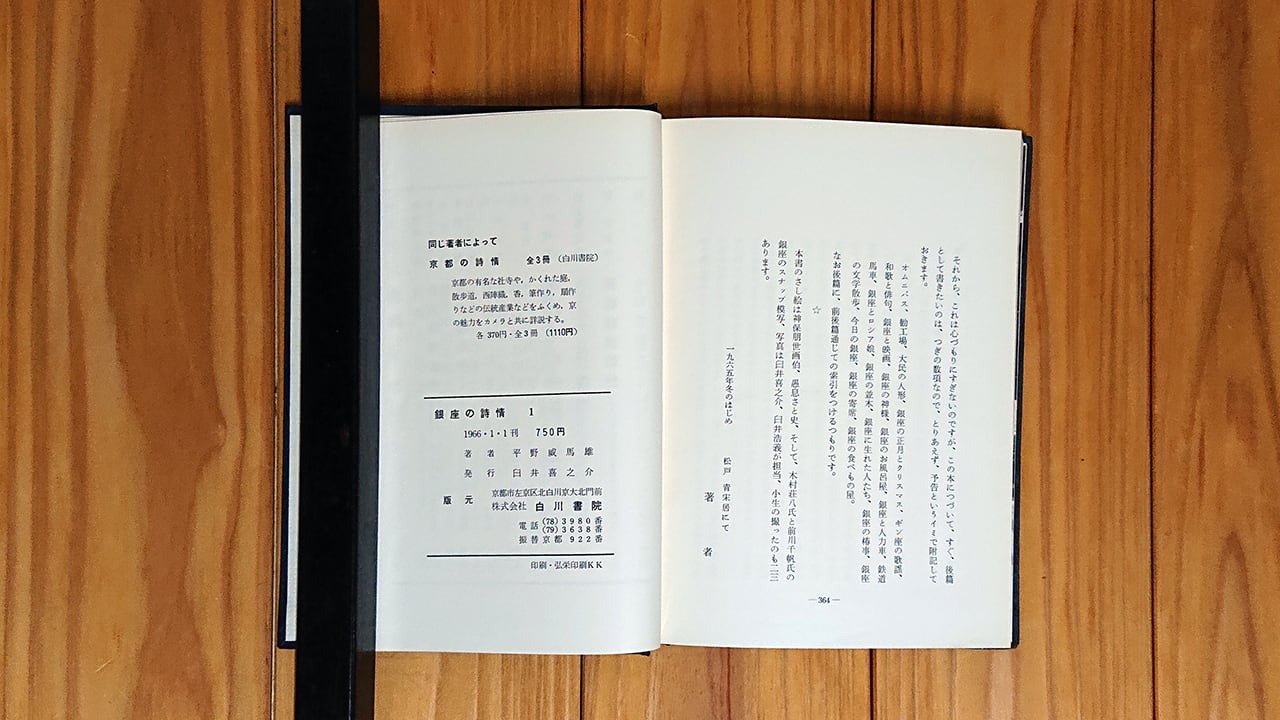 それから、これは心づもりにすぎないのですが、この本につづいて、すぐ、後篇
として書きたいのは、つぎの数項なので、とりあえず、予告というイミで附記して
おきます。
オムニバス、勧工場、大民の人形、銀座の正月とクリスマス、ギン座の歌謡、
和歌と俳句、銀座と映画、銀座の神様、銀座のお風呂屋、銀座と人力車、鉄道
馬車、銀座とロシア娘、銀座の並木、銀座に生れた人たち、銀座の椿事、銀座
の文学散歩、今日の銀座、銀座の寄席、銀座の食べもの屋。
なお後篇に、前後篇通じての索引をつけるつもりです。
☆
本書のさし絵は神保朋世画伯、愚息さと史、そして、木村荘八氏と前川千帆氏の
銀座のスナップ模写、写真は臼井喜之介、臼井浩義が担当、小生の撮ったのも二三
あります。
一九六五年冬のはじめ
松戸 青宋居にて
著者
—364—
同じ著者によって
京都の詩情 全3冊（白川書院）
京都の有名な社寺や，かくれた庭，
散歩道，西陣織，香，筆作り，扇作
りなどの伝統産業などをふくめ，京
の魅力をカメラと共に詳説する。
各 370円・全3冊（1110円）
銀座の詩情 1
1966・1・1刊 750円
著者 平野威馬雄
発行 臼井喜之介
版元 京都市左京区北白川京大北門前
株式会社 白川書院
電話 (78)3980番
(79)3638番
振替京都 922番
印刷・弘栄印刷KK